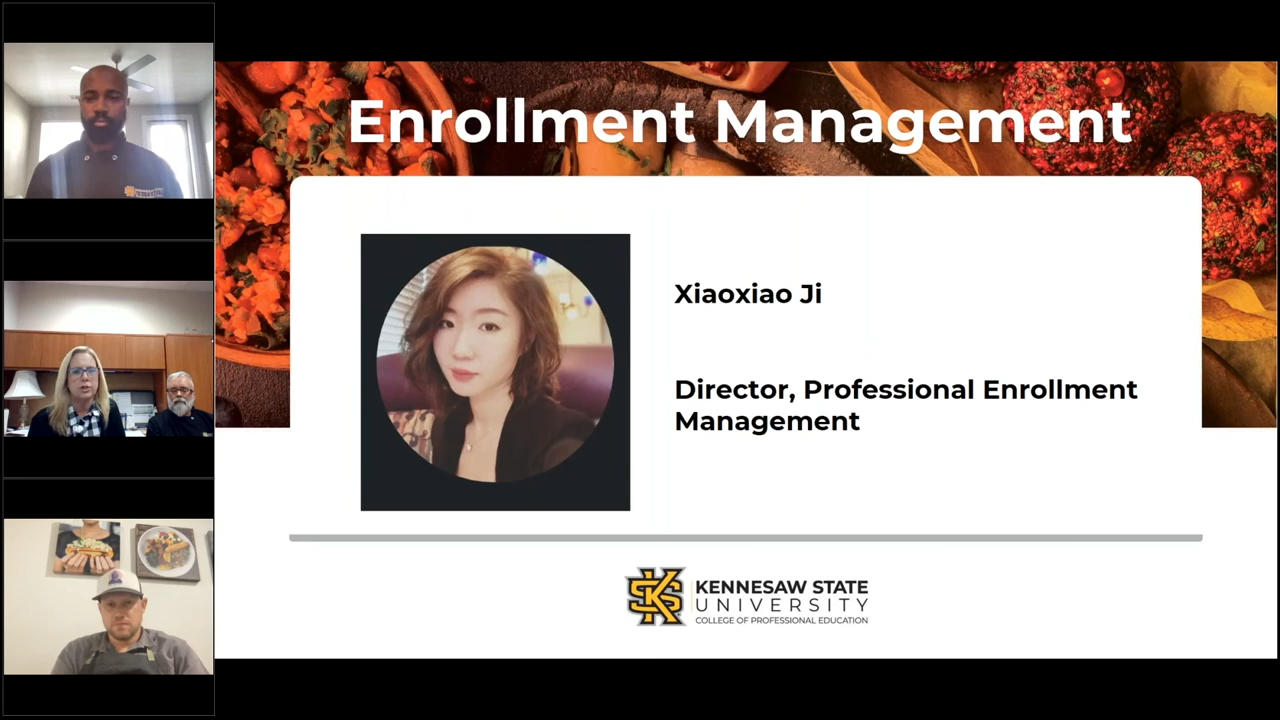 Enrollment Management
Xiaoxiao Ji
Director, Professional Enrollment
Management
KENNESAW STATE
UNIVERSITY
COLLEGE OF PROFESSIONAL EDUCATION